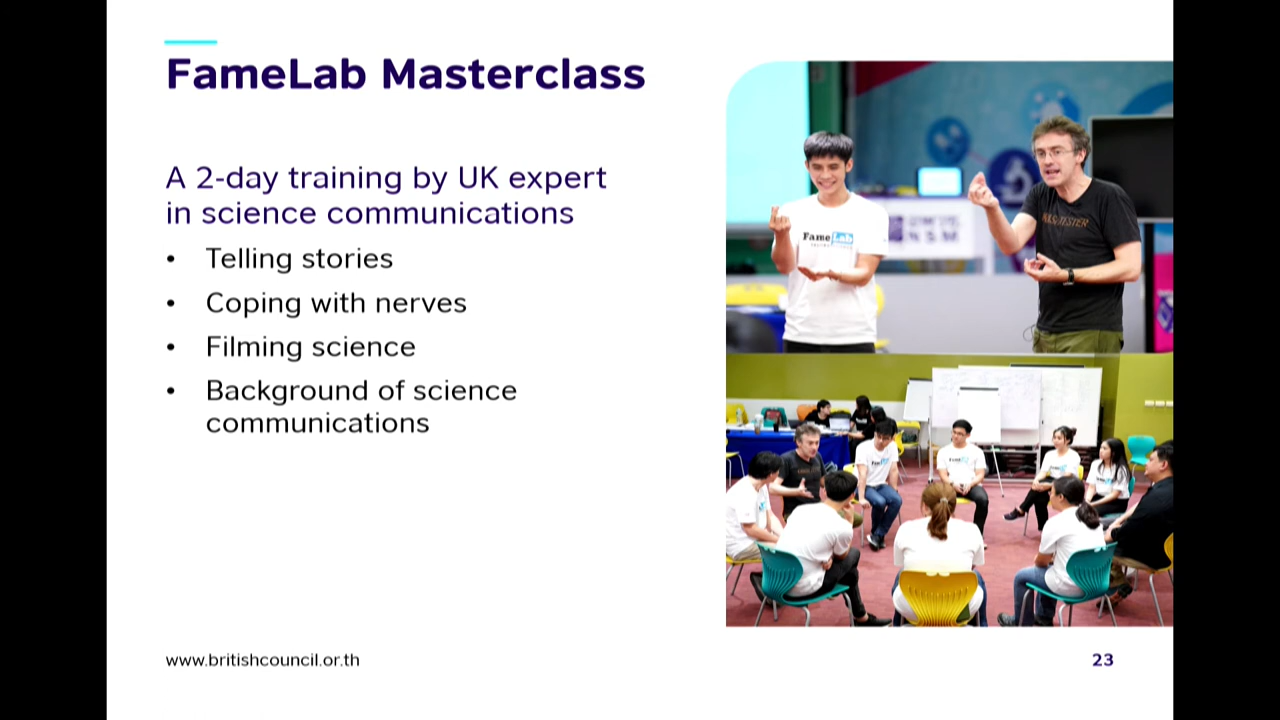 FameLab Masterclass
A 2-day training by UK expert
in science communications
• Telling stories
• Coping with nerves
• Filming science
• Background of science
communications
FameLab
www.britishcouncil.or.th
23